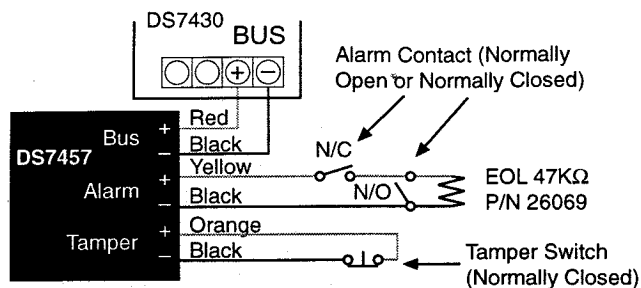 DS7430
BUS
+ −
Alarm Contact (Normally
Open or Normally Closed)
DS7457
Bus
+ Red
− Black
Alarm
+ Yellow
− Black
Tamper
+ Orange
− Black
N/C
N/O
EOL 47KΩ
P/N 26069
Tamper Switch
(Normally Closed)